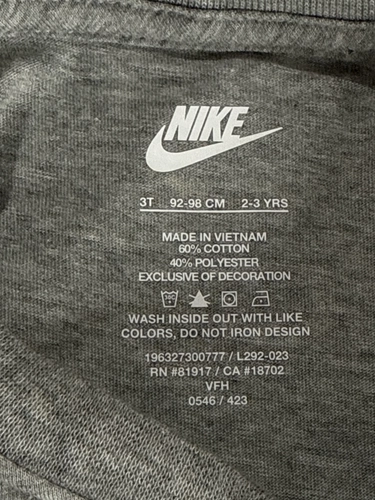 NIKE
3T 92-98 CM 2-3 YRS
MADE IN VIETNAM
60% COTTON
40% POLYESTER
EXCLUSIVE OF DECORATION
WASH INSIDE OUT WITH LIKE
COLORS, DO NOT IRON DESIGN
196327300777 / L292-023
RN #81917 / CA #18702
VFH
0546 / 423